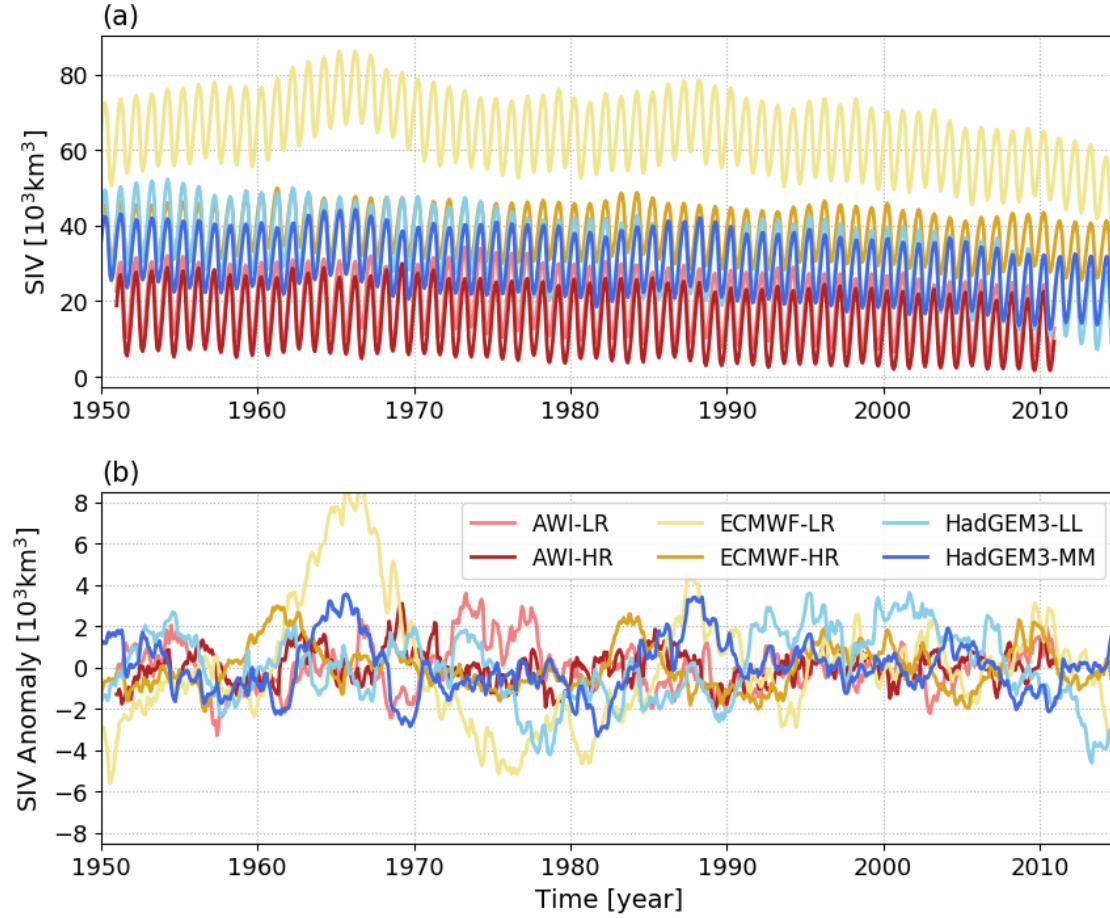 (a)
80
60
40
20
0
SIV [10³km³]
1950 1960 1970 1980 1990 2000 2010
(b)
8
6
4
2
0
−2
−4
−6
−8
SIV Anomaly [10³km³]
AWI-LR ECMWF-LR HadGEM3-LL
AWI-HR ECMWF-HR HadGEM3-MM
1950 1960 1970 1980 1990 2000 2010
Time [year]